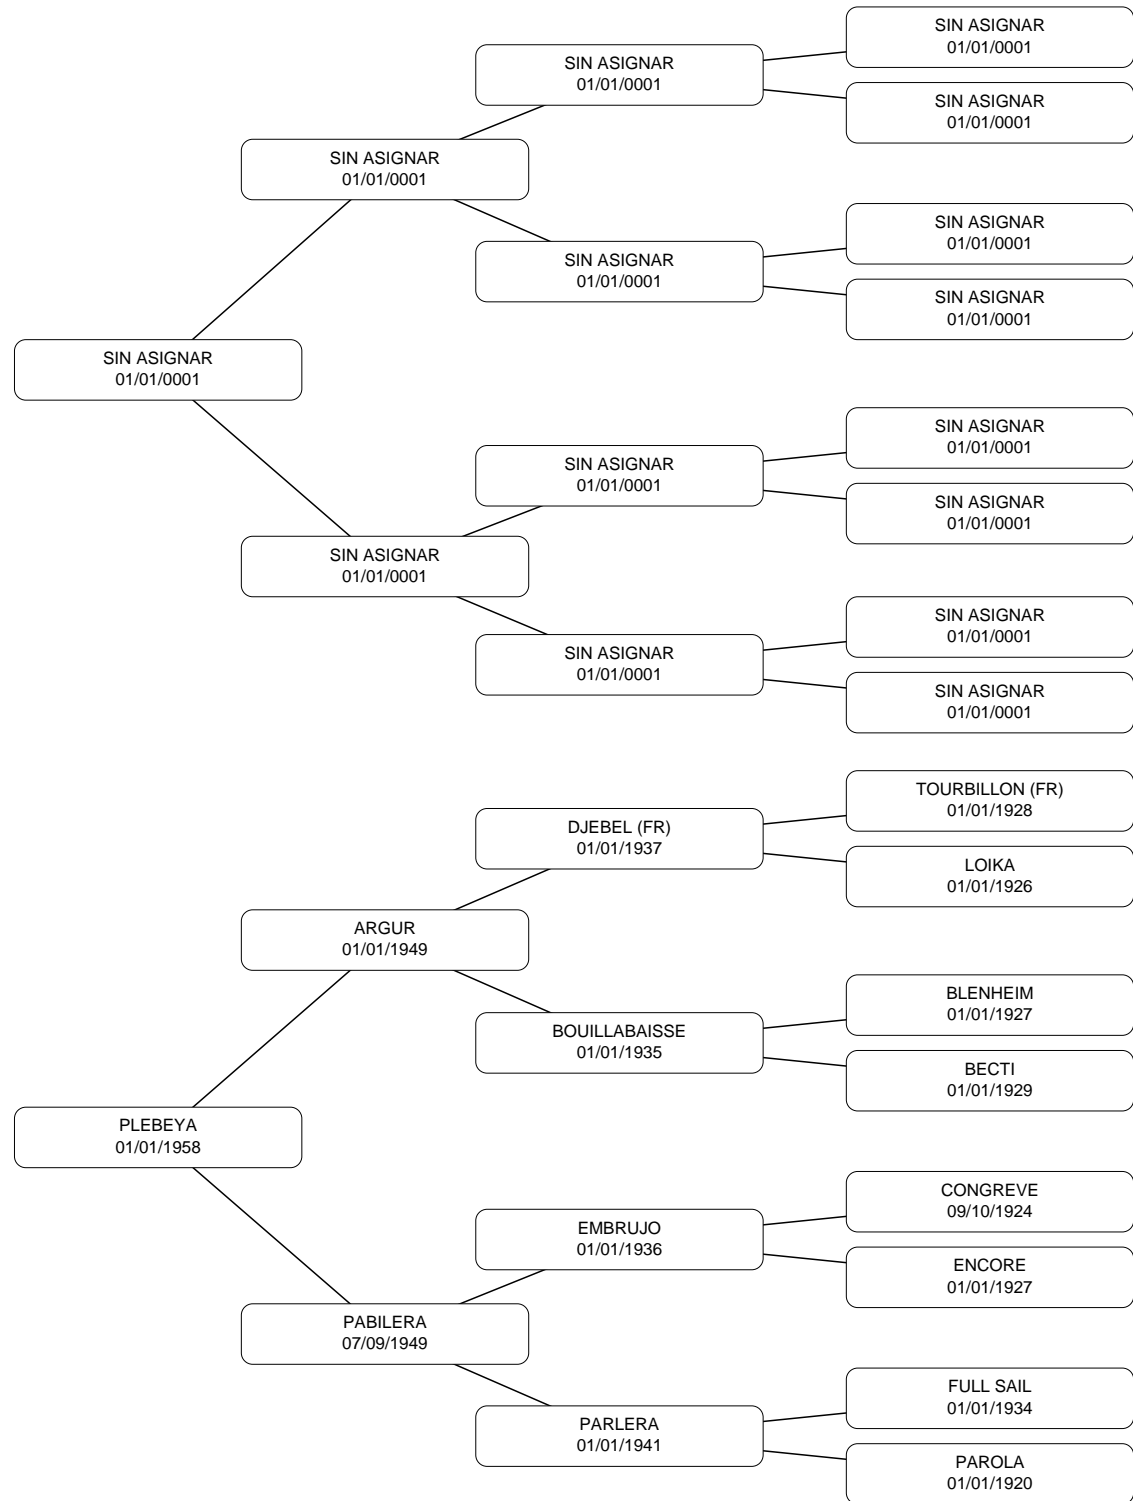 SIN ASIGNAR
01/01/0001
SIN ASIGNAR
01/01/0001
SIN ASIGNAR
01/01/0001
SIN ASIGNAR
01/01/0001
SIN ASIGNAR
01/01/0001
SIN ASIGNAR
01/01/0001
SIN ASIGNAR
01/01/0001
SIN ASIGNAR
01/01/0001
SIN ASIGNAR
01/01/0001
SIN ASIGNAR
01/01/0001
SIN ASIGNAR
01/01/0001
SIN ASIGNAR
01/01/0001
SIN ASIGNAR
01/01/0001
SIN ASIGNAR
01/01/0001
SIN ASIGNAR
01/01/0001
TOURBILLON (FR)
01/01/1928
DJEBEL (FR)
01/01/1937
LOIKA
01/01/1926
ARGUR
01/01/1949
BLENHEIM
01/01/1927
BOUILLABAISSE
01/01/1935
BECTI
01/01/1929
PLEBEYA
01/01/1958
CONGREVE
09/10/1924
EMBRUJO
01/01/1936
ENCORE
01/01/1927
PABILERA
07/09/1949
FULL SAIL
01/01/1934
PARLERA
01/01/1941
PAROLA
01/01/1920